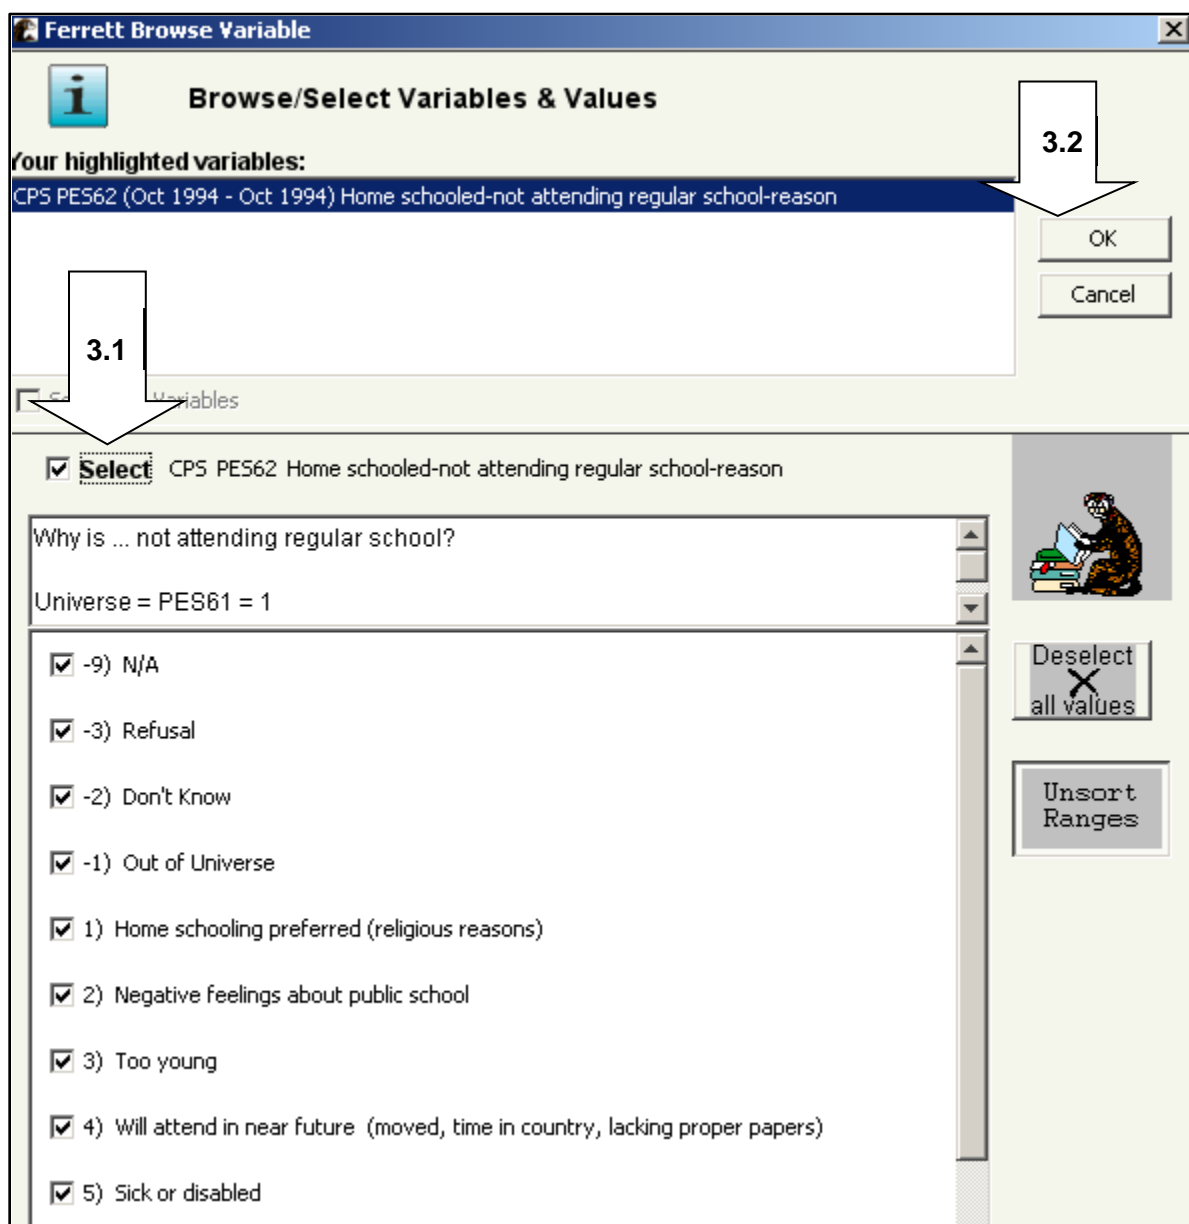 Ferrett Browse Variable
Browse/Select Variables & Values
Your highlighted variables:
CPS PES62 (Oct 1994 - Oct 1994) Home schooled-not attending regular school-reason
3.2
OK
Cancel
3.1
Variables
Select CPS PES62 Home schooled-not attending regular school-reason
Why is ... not attending regular school?
Universe = PES61 = 1
-9) N/A
-3) Refusal
-2) Don't Know
-1) Out of Universe
1) Home schooling preferred (religious reasons)
2) Negative feelings about public school
3) Too young
4) Will attend in near future (moved, time in country, lacking proper papers)
5) Sick or disabled
Deselect
all values
Unsort
Ranges